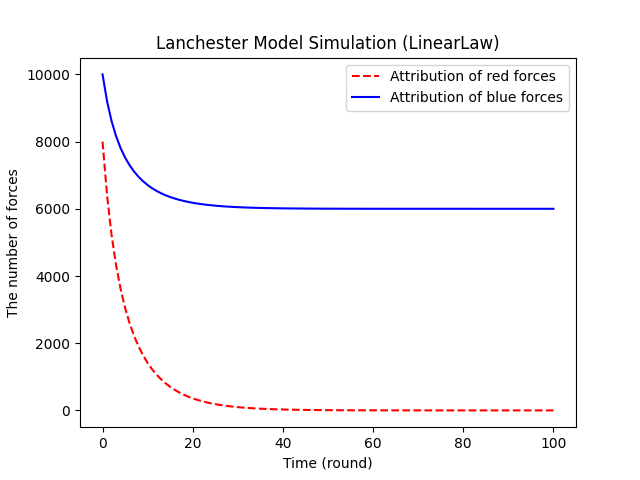 Lanchester Model Simulation (LinearLaw)
Attribution of red forces
Attribution of blue forces
The number of forces
10000
8000
6000
4000
2000
0
0 20 40 60 80 100
Time (round)